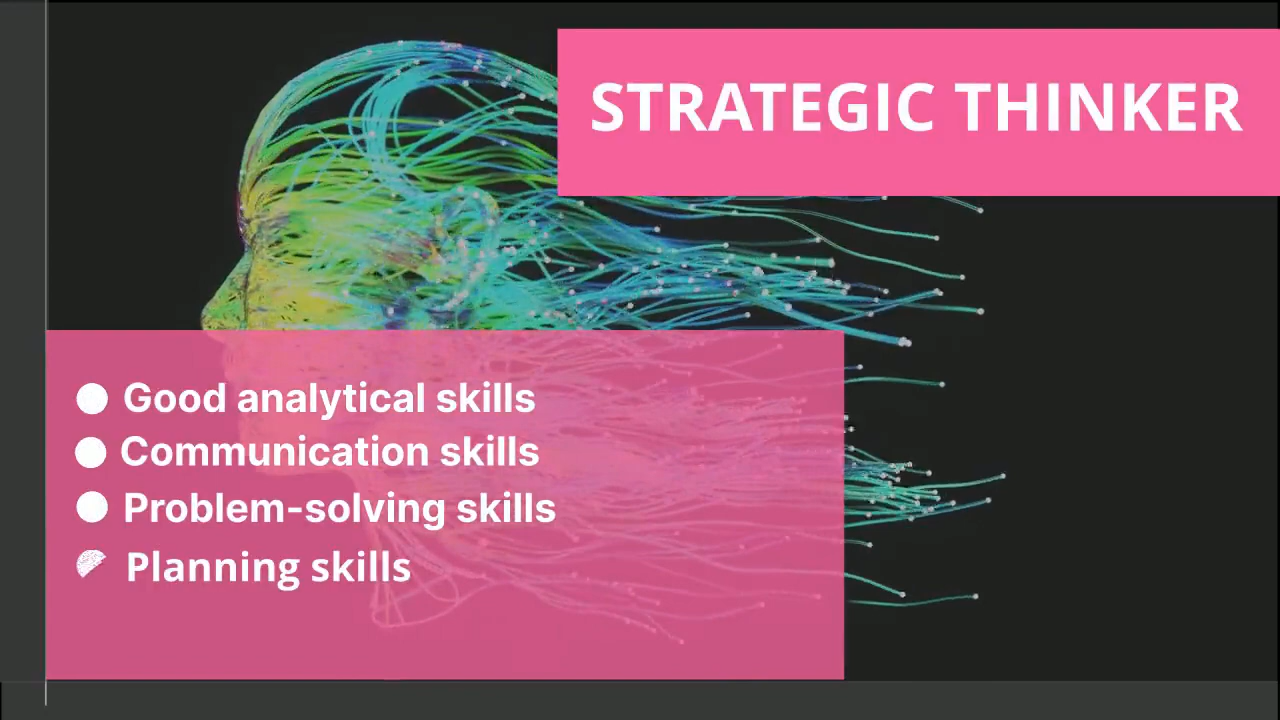 STRATEGIC THINKER
Good analytical skills
Communication skills
Problem-solving skills
Planning skills